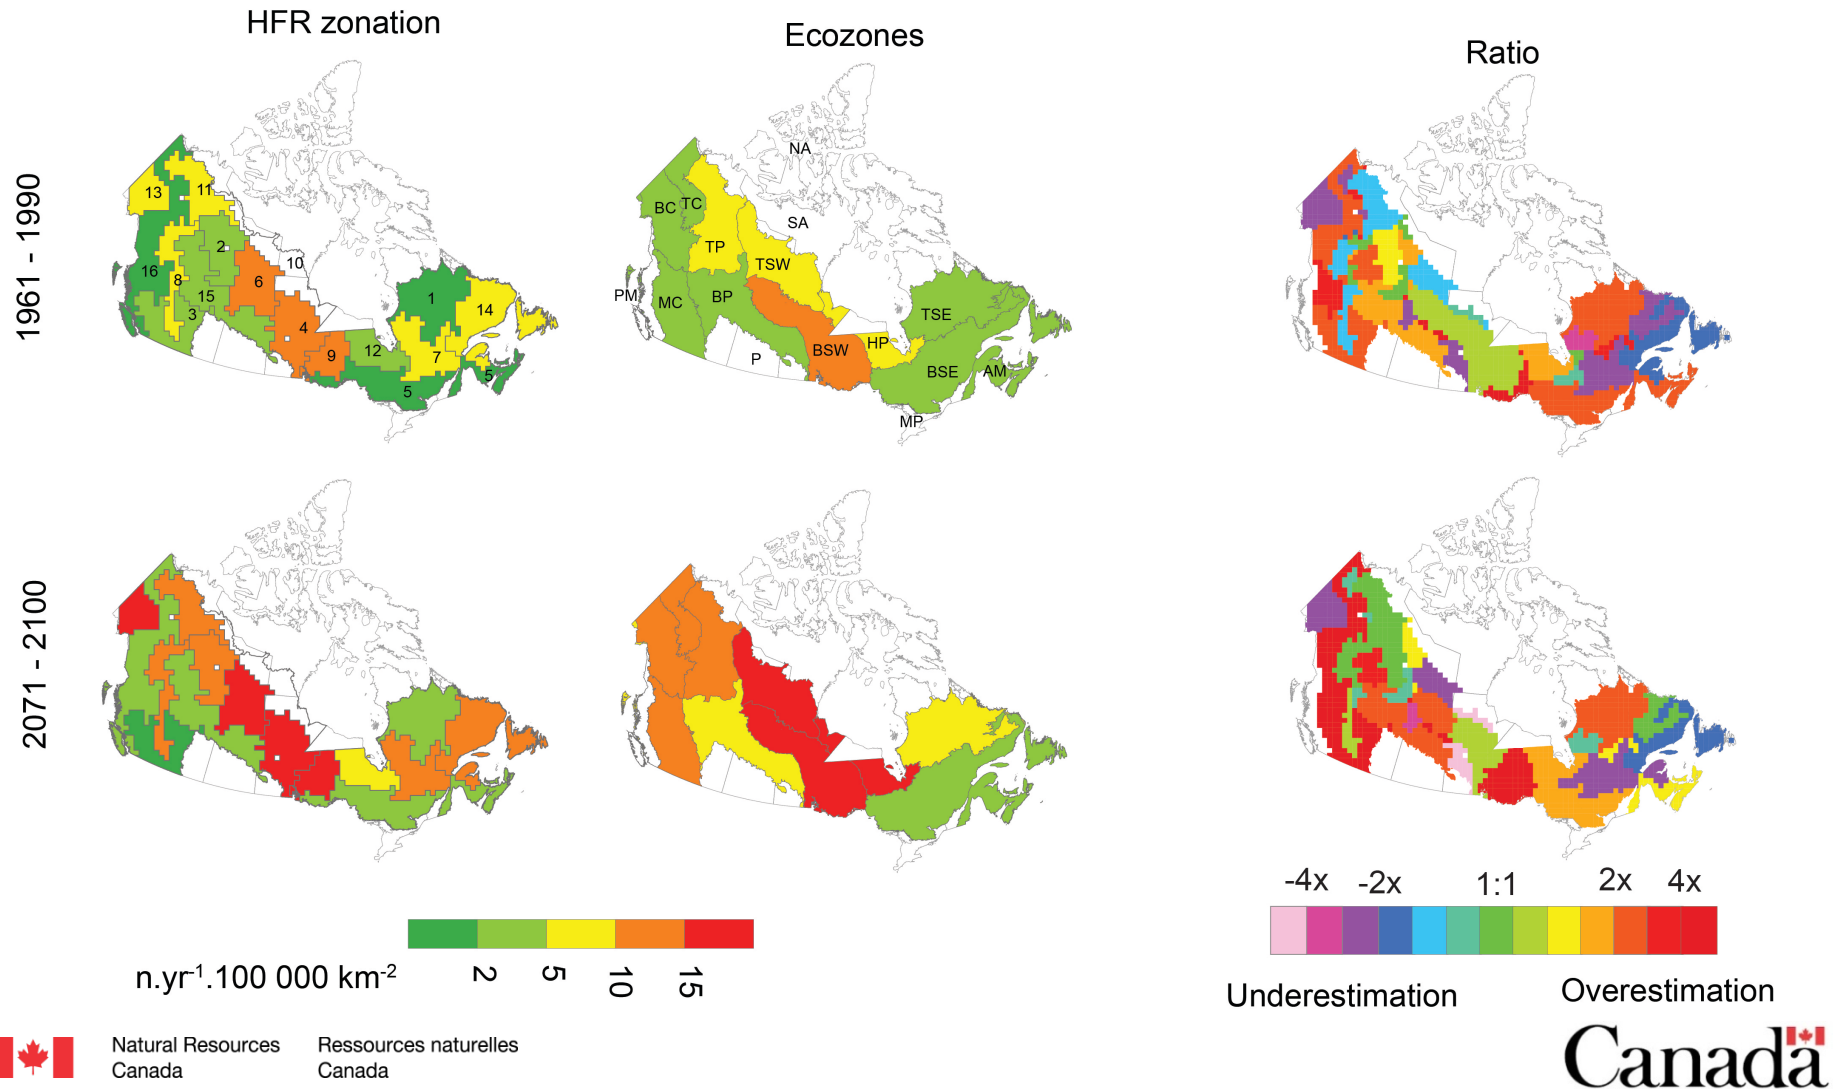 HFR zonation
Ecozones
Ratio
1961 - 1990
13
11
2
10
16
8
6
15
3
1
14
4
9
12
7
5
5
NA
BC
TC
SA
TP
TSW
PM
MC
BP
TSE
P
BSW
HP
BSE
AM
MP
2071 - 2100
2
5
10
15
n.yr-1.100 000 km-2
-4x
-2x
1:1
2x
4x
Underestimation
Overestimation
Natural Resources
Canada
Ressources naturelles
Canada
Canada